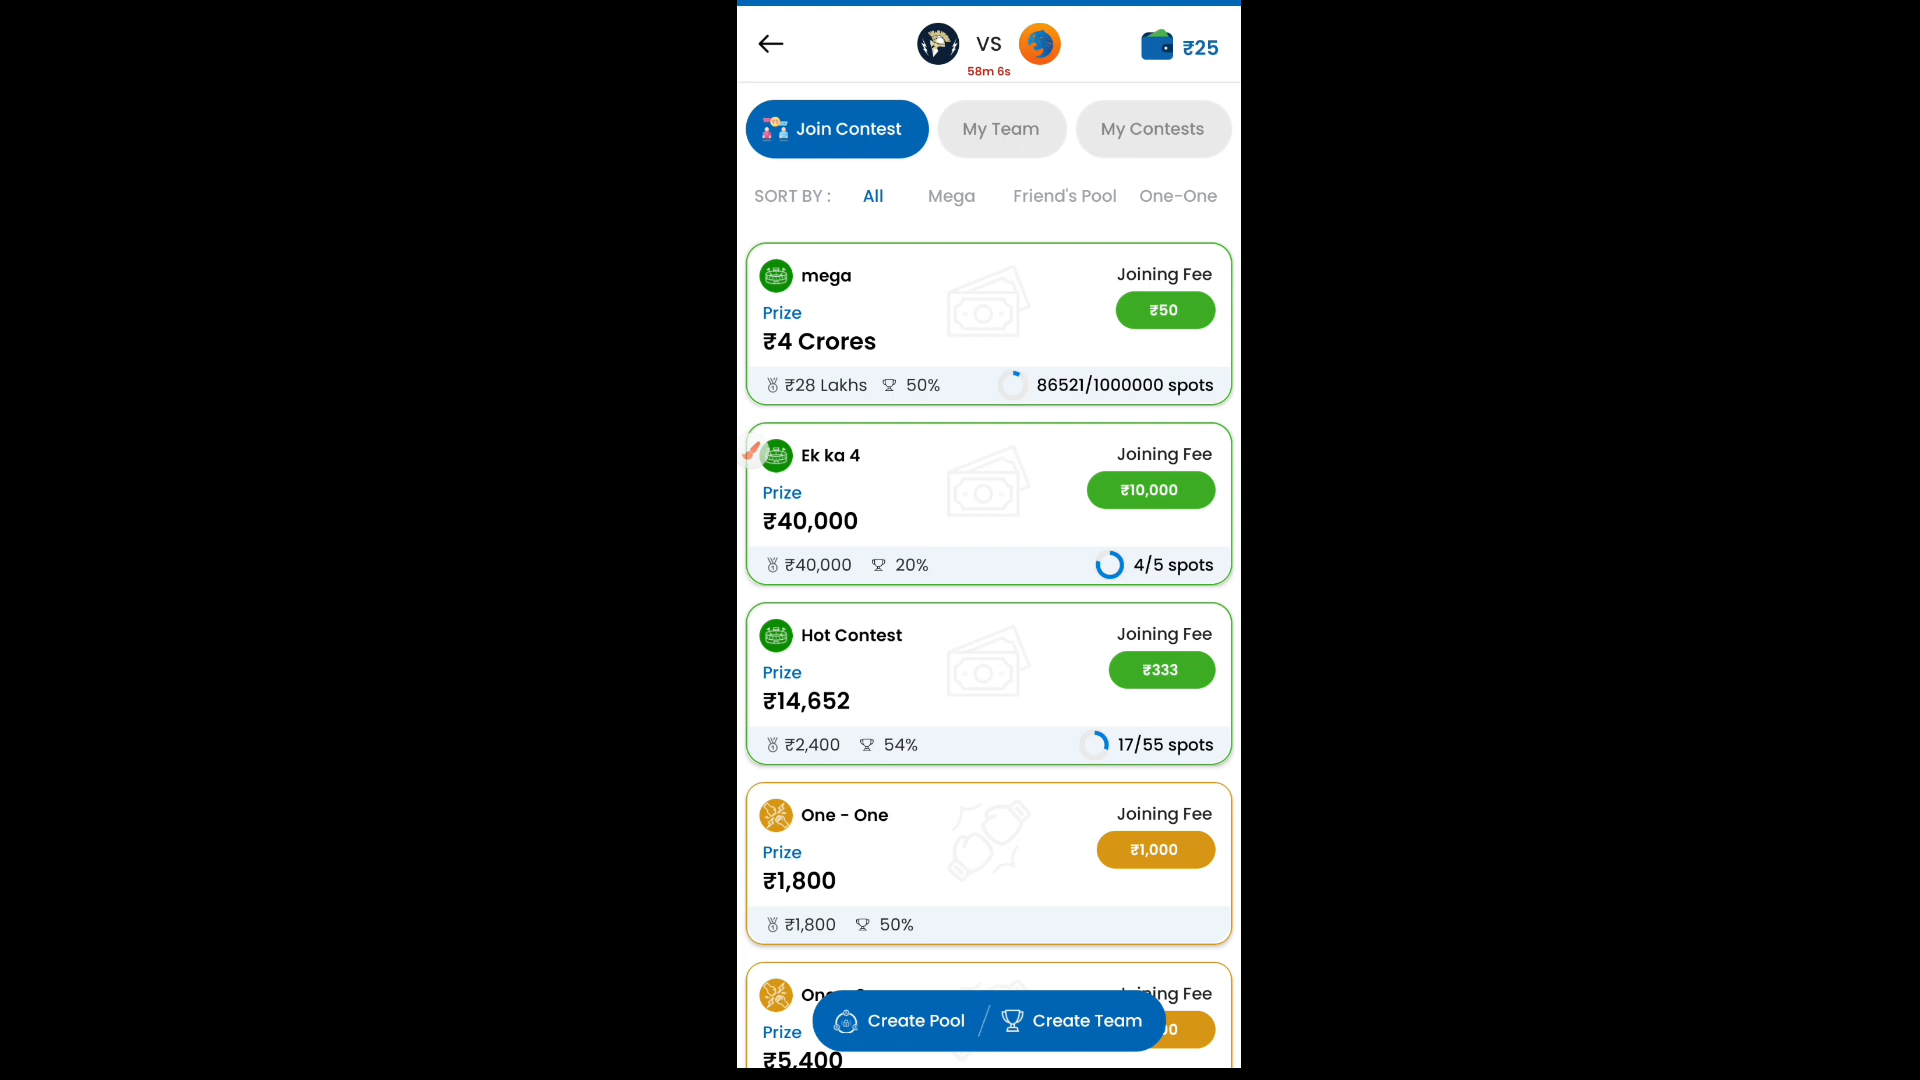 VS
58m 6s
₹25
Join Contest
My Team
My Contests
SORT BY :
All
Mega
Friend's Pool
One-One
mega
Joining Fee
₹50
Prize
₹4 Crores
₹28 Lakhs
50%
86521/1000000 spots
Ek ka 4
Joining Fee
₹10,000
Prize
₹40,000
₹40,000
20%
4/5 spots
Hot Contest
Joining Fee
₹333
Prize
₹14,652
₹2,400
54%
17/55 spots
One - One
Joining Fee
₹1,000
Prize
₹1,800
₹1,800
50%
Prize
₹5,400
Create Pool
Create Team